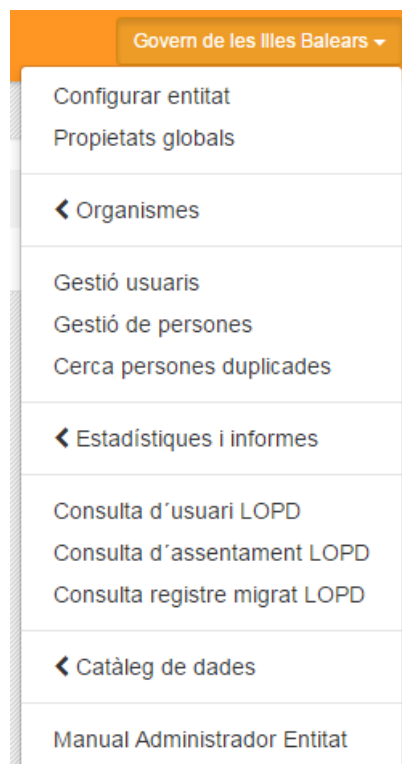 Govern de les Illes Balears
Configurar entitat
Propietats globals
Organismes
Gestió usuaris
Gestió de persones
Cerca persones duplicades
Estadístiques i informes
Consulta d´usuari LOPD
Consulta d´assentament LOPD
Consulta registre migrat LOPD
Catàleg de dades
Manual Administrador Entitat